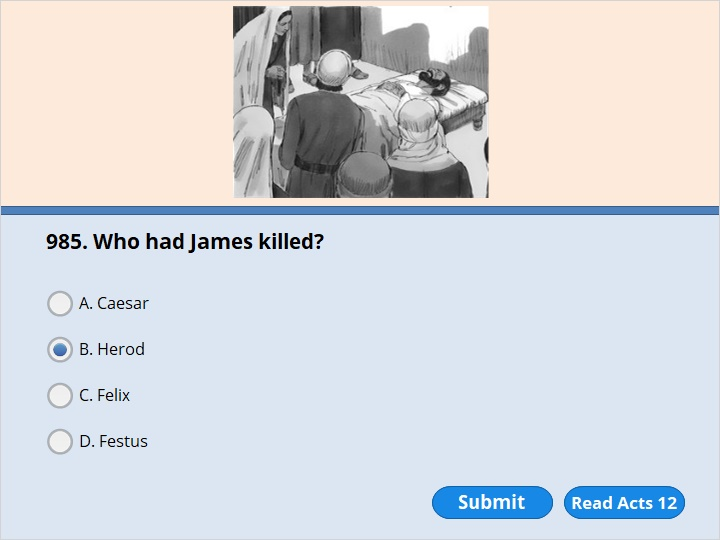 985. Who had James killed?
A. Caesar
B. Herod
C. Felix
D. Festus
Submit
Read Acts 12